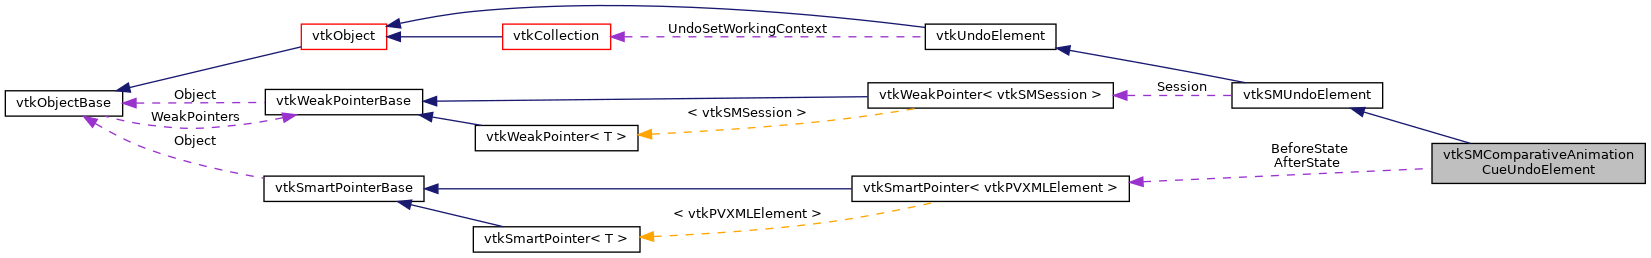 vtkObject
vtkCollection
UndoSetWorkingContext
vtkUndoElement
vtkObjectBase
Object
WeakPointers
Object
vtkWeakPointerBase
vtkWeakPointer< T >
< vtkSMSession >
vtkWeakPointer< vtkSMSession >
Session
vtkSMUndoElement
vtkSmartPointerBase
vtkSmartPointer< T >
< vtkPVXMLElement >
vtkSmartPointer< vtkPVXMLElement >
BeforeState
AfterState
vtkSMComparativeAnimation
CueUndoElement